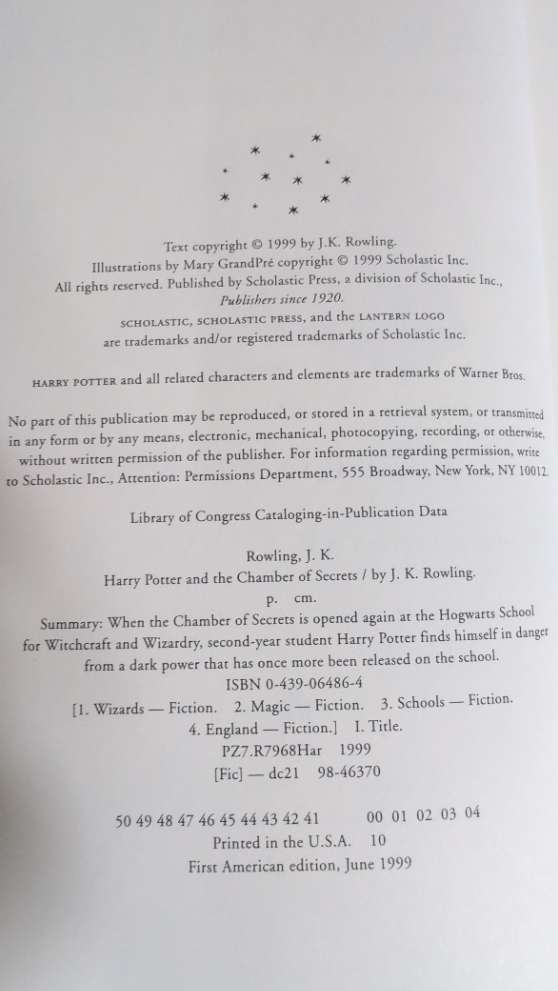 Text copyright © 1999 by J.K. Rowling.
Illustrations by Mary GrandPré copyright © 1999 Scholastic Inc.
All rights reserved. Published by Scholastic Press, a division of Scholastic Inc.,
Publishers since 1920.
SCHOLASTIC, SCHOLASTIC PRESS, and the LANTERN LOGO
are trademarks and/or registered trademarks of Scholastic Inc.
HARRY POTTER and all related characters and elements are trademarks of Warner Bros.
No part of this publication may be reproduced, or stored in a retrieval system, or transmitted
in any form or by any means, electronic, mechanical, photocopying, recording, or otherwise,
without written permission of the publisher. For information regarding permission, write
to Scholastic Inc., Attention: Permissions Department, 555 Broadway, New York, NY 10012.
Library of Congress Cataloging-in-Publication Data
Rowling, J. K.
Harry Potter and the Chamber of Secrets / by J. K. Rowling.
p. cm.
Summary: When the Chamber of Secrets is opened again at the Hogwarts School
for Witchcraft and Wizardry, second-year student Harry Potter finds himself in danger
from a dark power that has once more been released on the school.
ISBN 0-439-06486-4
[1. Wizards — Fiction. 2. Magic — Fiction. 3. Schools — Fiction.
4. England — Fiction.] I. Title.
PZ7.R7968Har 1999
[Fic] — dc21 98-46370
50 49 48 47 46 45 44 43 42 41 00 01 02 03 04
Printed in the U.S.A. 10
First American edition, June 1999